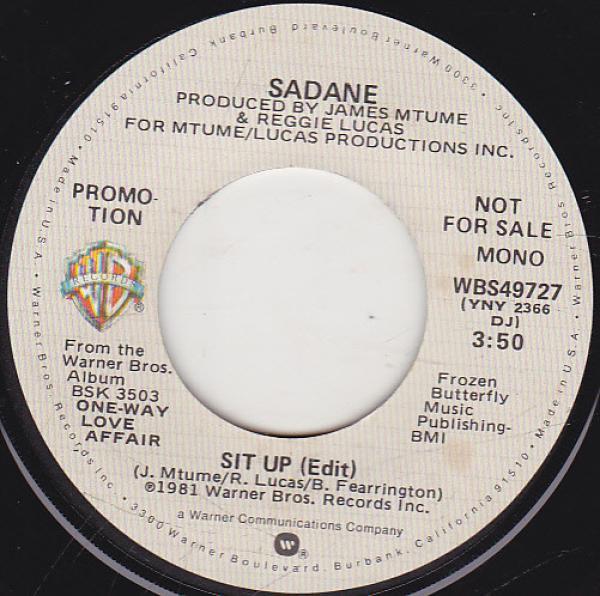 SADANE
PRODUCED BY JAMES MTUME
& REGGIE LUCAS
FOR MTUME/LUCAS PRODUCTIONS INC.
PROMO-
TION
NOT
FOR SALE
MONO
WB
RECORDS
®
WBS49727
(YNY 2366
DJ)
3:50
From the
Warner Bros.
Album
BSK 3503
ONE-WAY
LOVE
AFFAIR
Frozen
Butterfly
Music
Publishing-
BMI
SIT UP (Edit)
(J. Mtume/R. Lucas/B. Fearrington)
℗1981 Warner Bros. Records Inc.
a Warner Communications Company
®
Made in U.S.A. • Warner Bros. Records Inc. • 3300 Warner Boulevard, Burbank, California 91510 • Made in U.S.A. • Warner Bros. Records Inc. • 3300 Warner Boulevard, Burbank, California 91510 •